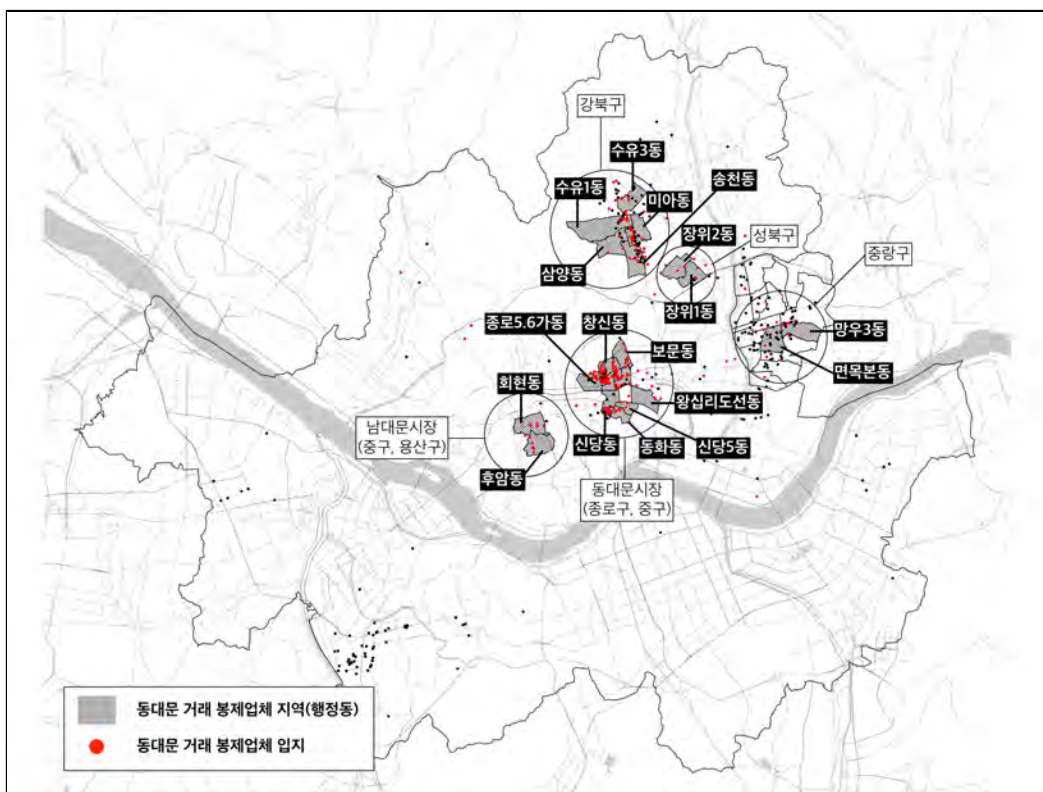 강북구
수유3동
송천동
수유1동
미아동
장위2동
성북구
중랑구
삼양동
장위1동
종로5.6가동
창신동
망우3동
보문동
면목본동
회현동
왕십리도선동
남대문시장
(중구, 용산구)
신당동
동화동
신당5동
후암동
동대문시장
(종로구, 중구)
동대문 거래 봉제업체 지역(행정동)
동대문 거래 봉제업체 입지